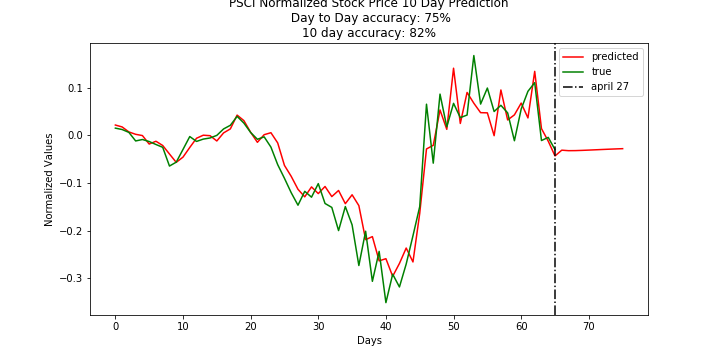 PSCI Normalized Stock Price 10 Day Prediction
Day to Day accuracy: 75%
10 day accuracy: 82%
predicted
true
april 27
Normalized Values
0.1
0.0
−0.1
−0.2
−0.3
0
10
20
30
40
50
60
70
Days